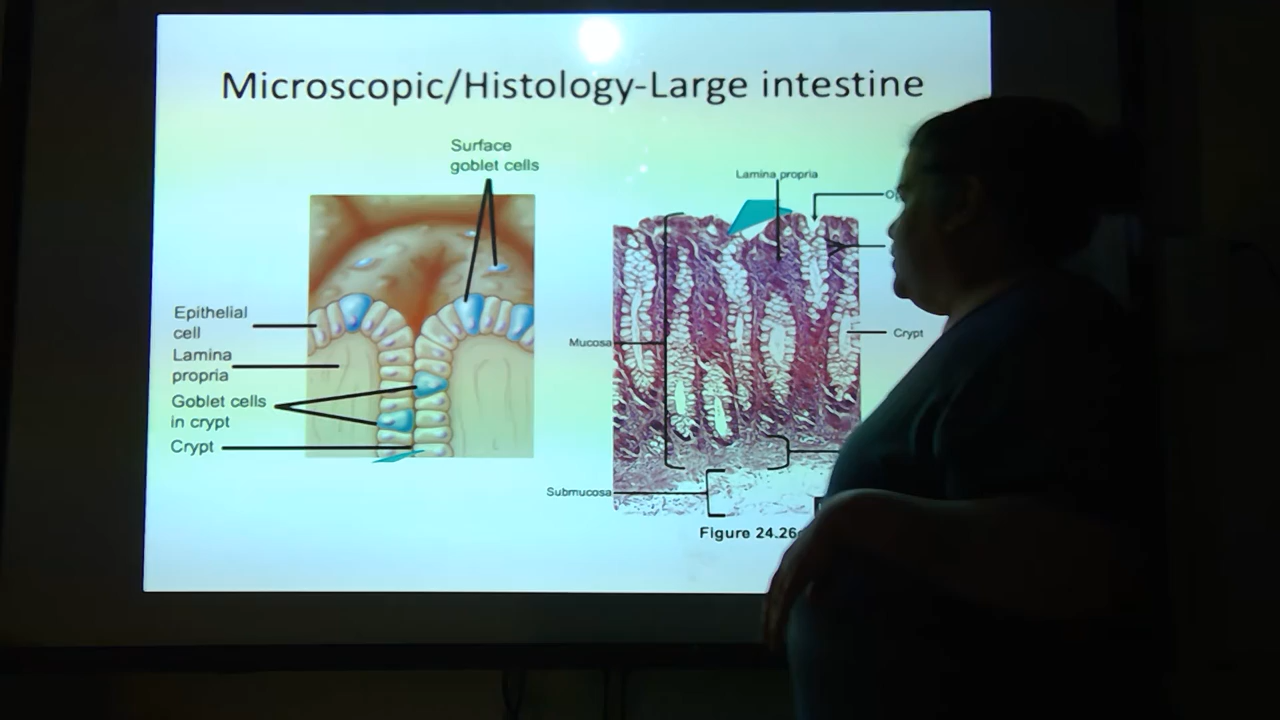 Microscopic/Histology-Large intestine
Surface
goblet cells
Epithelial
cell
Lamina
propria
Goblet cells
in crypt
Crypt
Lamina propria
Mucosa
Crypt
Submucosa
Figure 24.26